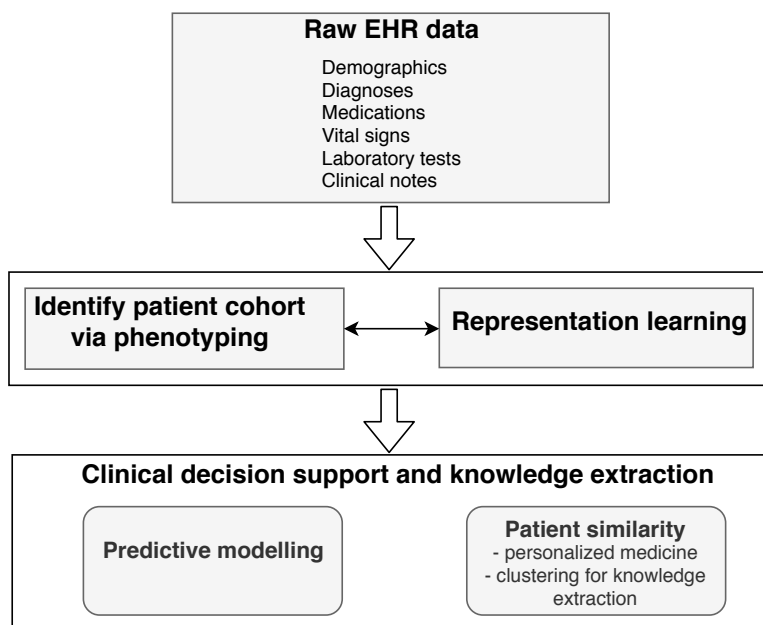 Raw EHR data
Demographics
Diagnoses
Medications
Vital signs
Laboratory tests
Clinical notes
Identify patient cohort
via phenotyping
Representation learning
Clinical decision support and knowledge extraction
Predictive modelling
Patient similarity
- personalized medicine
- clustering for knowledge
extraction